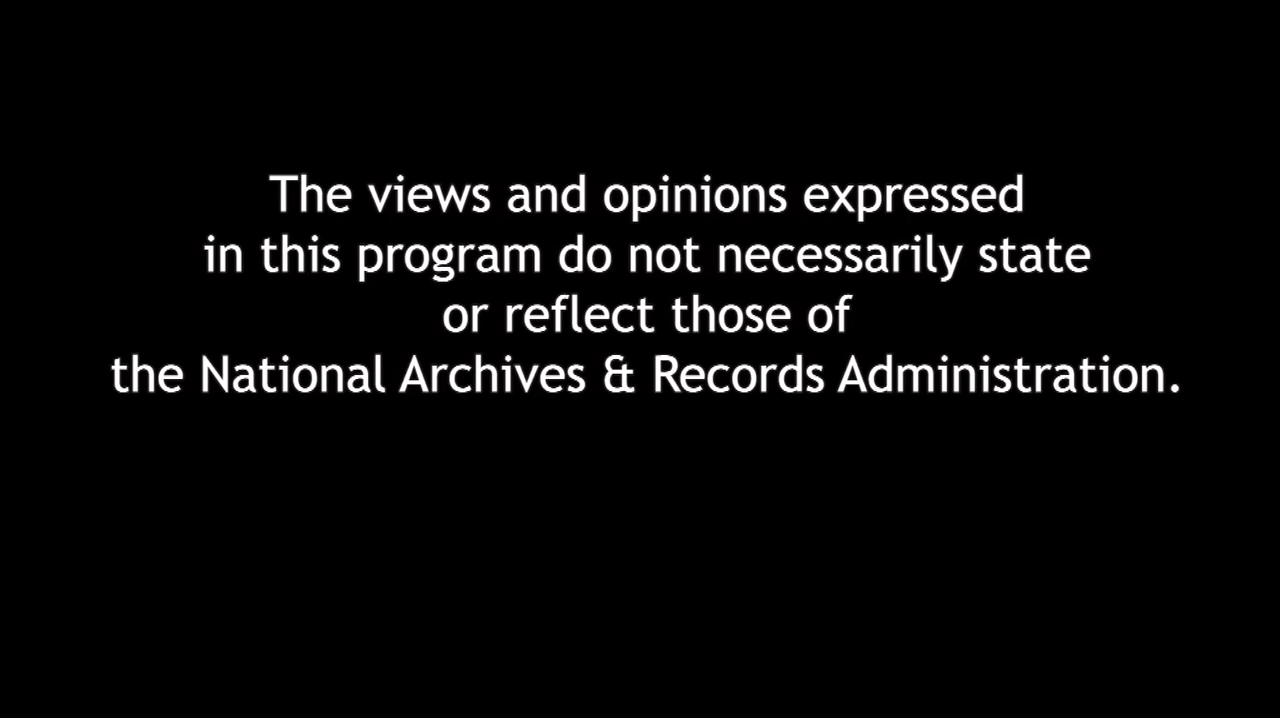 The views and opinions expressed
in this program do not necessarily state
or reflect those of
the National Archives & Records Administration.